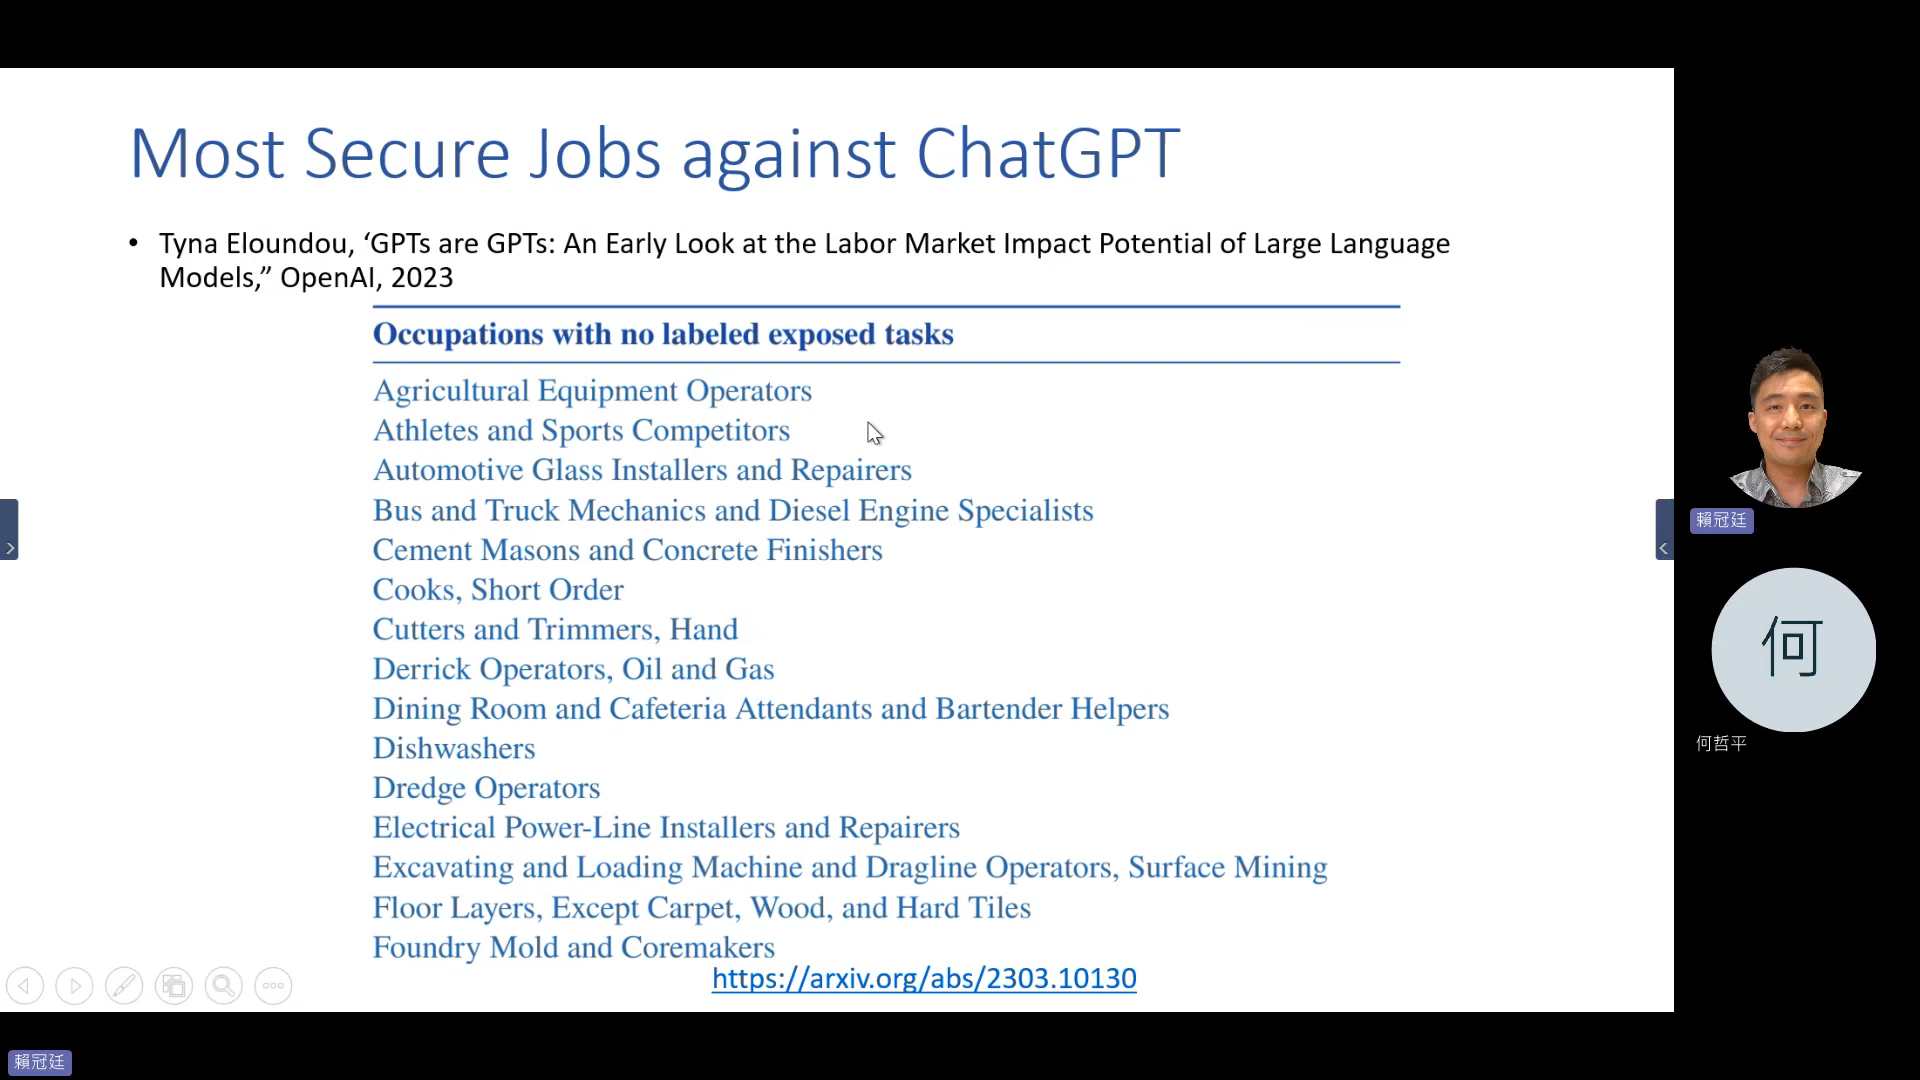 Most Secure Jobs against ChatGPT
• Tyna Eloundou, ‘GPTs are GPTs: An Early Look at the Labor Market Impact Potential of Large Language
Models,” OpenAI, 2023
Occupations with no labeled exposed tasks
Agricultural Equipment Operators
Athletes and Sports Competitors
Automotive Glass Installers and Repairers
Bus and Truck Mechanics and Diesel Engine Specialists
Cement Masons and Concrete Finishers
Cooks, Short Order
Cutters and Trimmers, Hand
Derrick Operators, Oil and Gas
Dining Room and Cafeteria Attendants and Bartender Helpers
Dishwashers
Dredge Operators
Electrical Power-Line Installers and Repairers
Excavating and Loading Machine and Dragline Operators, Surface Mining
Floor Layers, Except Carpet, Wood, and Hard Tiles
Foundry Mold and Coremakers
https://arxiv.org/abs/2303.10130
賴冠廷
何
何哲平
賴冠廷